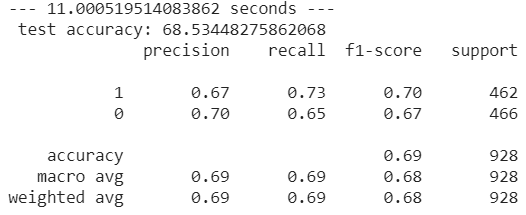 --- 11.000519514083862 seconds ---
test accuracy: 68.53448275862068
precision recall f1-score support
1 0.67 0.73 0.70 462
0 0.70 0.65 0.67 466
accuracy 0.69 928
macro avg 0.69 0.69 0.68 928
weighted avg 0.69 0.69 0.68 928